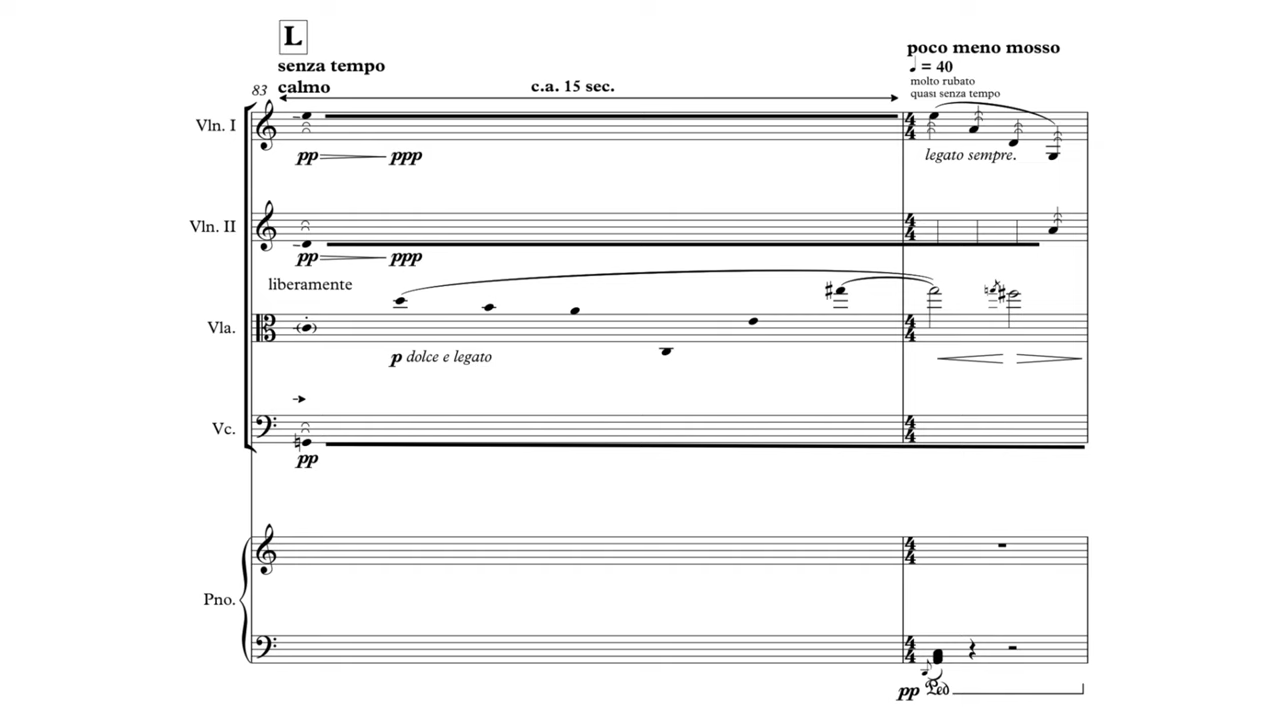 L
senza tempo
calmo
83
c.a. 15 sec.
poco meno mosso
= 40
molto rubato
quasi senza tempo
Vln. I
pp ppp
legato sempre.
Vln. II
pp ppp
liberamente
Vla.
p dolce e legato
Vc.
pp
Pno.
pp Ped